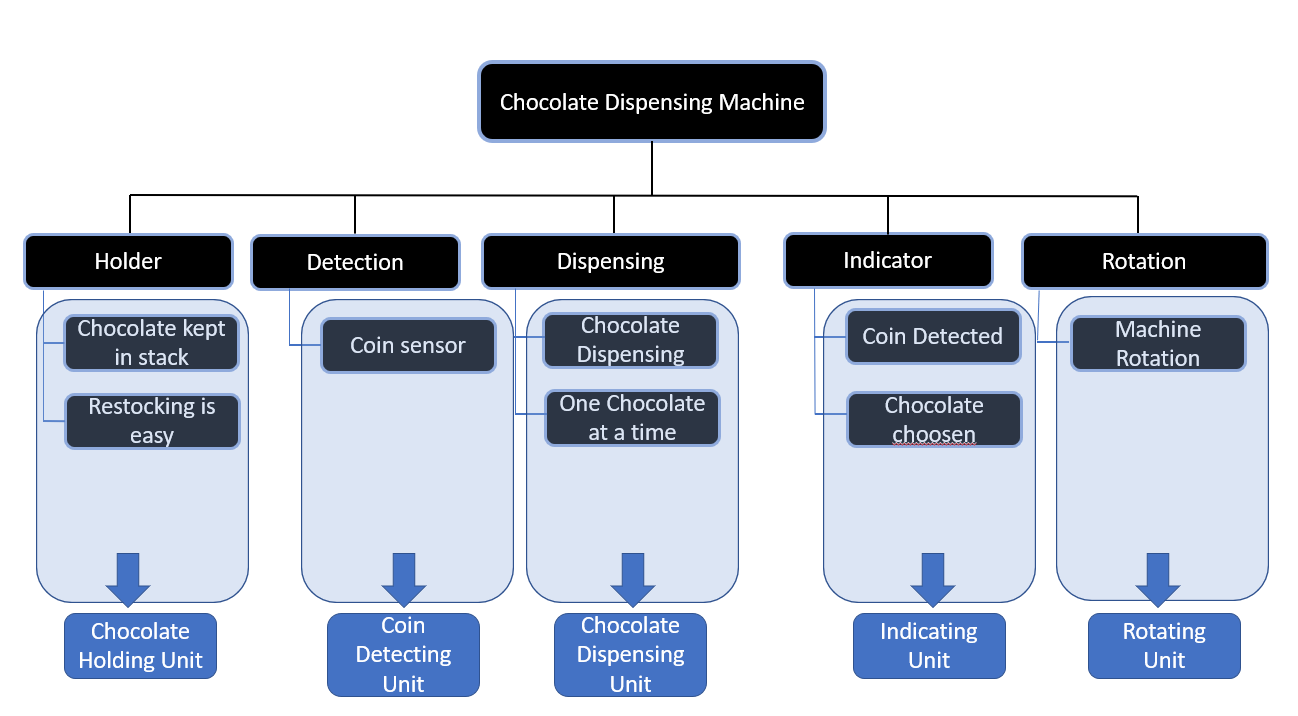 Chocolate Dispensing Machine
Holder
Detection
Dispensing
Indicator
Rotation
Chocolate kept
in stack
Restocking is
easy
Coin sensor
Chocolate
Dispensing
One Chocolate
at a time
Coin Detected
Chocolate
choosen
Machine
Rotation
Chocolate
Holding Unit
Coin
Detecting
Unit
Chocolate
Dispensing
Unit
Indicating
Unit
Rotating
Unit